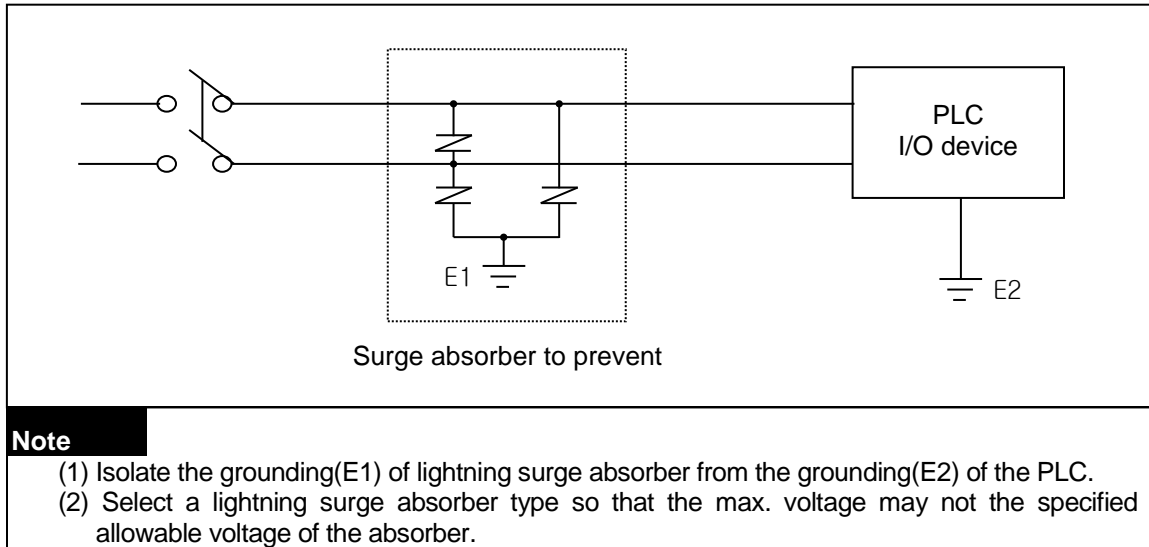 PLC
I/O device
E1
E2
Surge absorber to prevent
Note
(1) Isolate the grounding(E1) of lightning surge absorber from the grounding(E2) of the PLC.
(2) Select a lightning surge absorber type so that the max. voltage may not the specified
allowable voltage of the absorber.